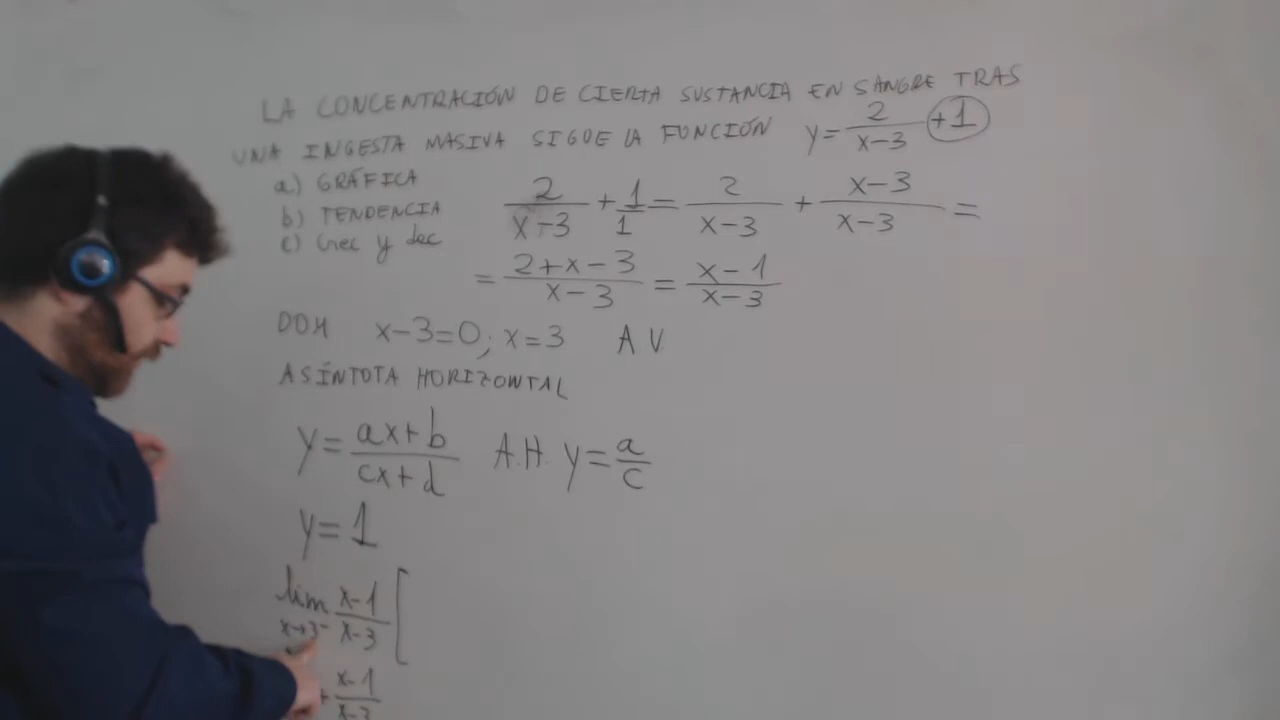 LA CONCENTRACIÓN DE CIERTA SUSTANCIA EN SANGRE TRAS
UNA INGESTA MASIVA SIGUE LA FUNCIÓN y = 2/(x-3) + 1
a) GRÁFICA
b) TENDENCIA
c) Crec y dec
2/(x-3) + 1/1 = 2/(x-3) + (x-3)/(x-3) =
= (2+x-3)/(x-3) = (x-1)/(x-3)
DOM x-3=0; x=3 A V
ASÍNTOTA HORIZONTAL
y = (ax+b)/(cx+d) A.H. y = a/c
y = 1
lim x→3⁻ (x-1)/(x-3) [
+ (x-1)/(x-3)